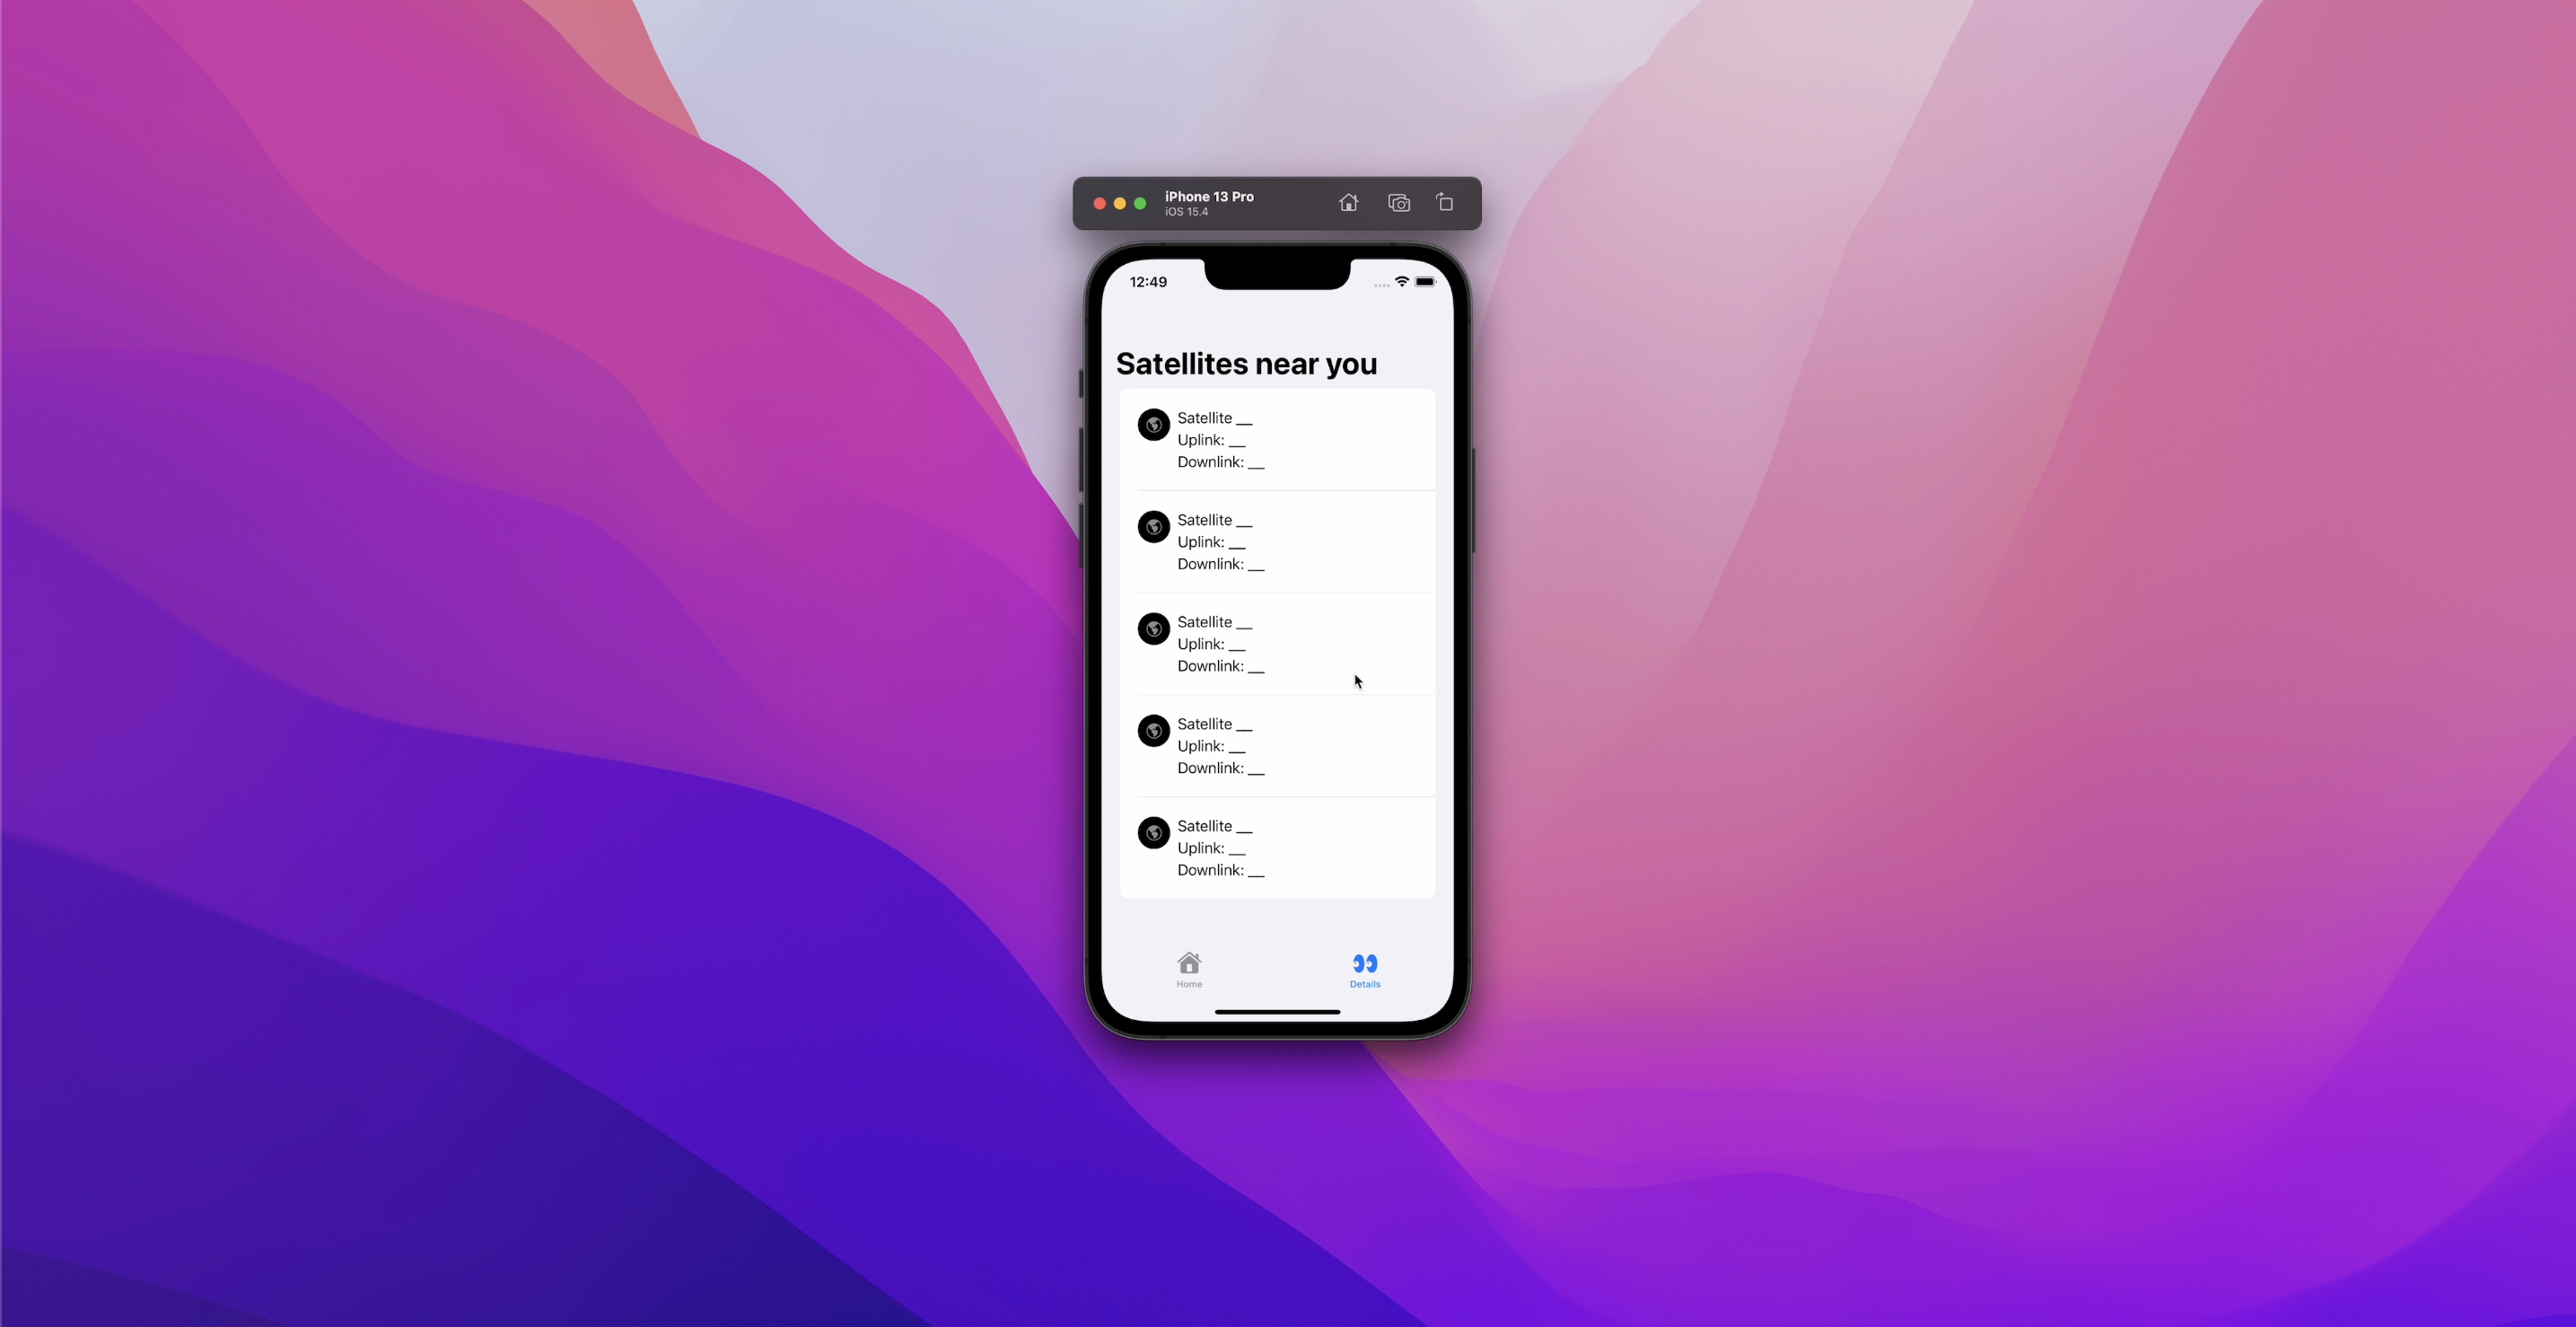 iPhone 13 Pro
iOS 15.4
12:49
Satellites near you
Satellite __
Uplink: __
Downlink: __
Satellite __
Uplink: __
Downlink: __
Satellite __
Uplink: __
Downlink: __
Satellite __
Uplink: __
Downlink: __
Satellite __
Uplink: __
Downlink: __
Home
Details